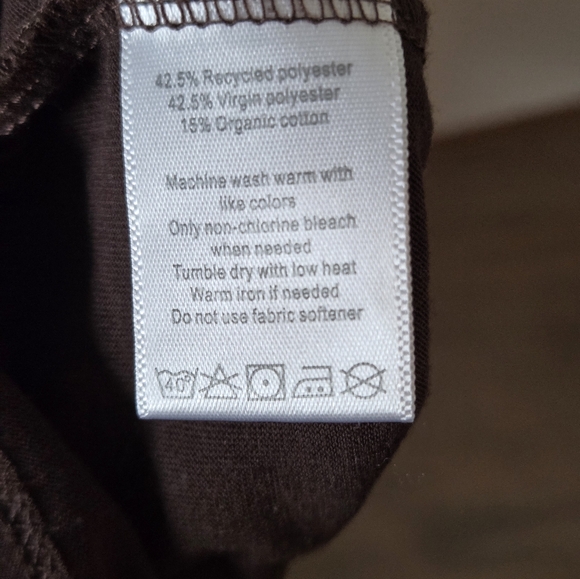 42.5% Recycled polyester
42.5% Virgin polyester
15% Organic cotton
Machine wash warm with
like colors
Only non-chlorine bleach
when needed
Tumble dry with low heat
Warm iron if needed
Do not use fabric softener
40°